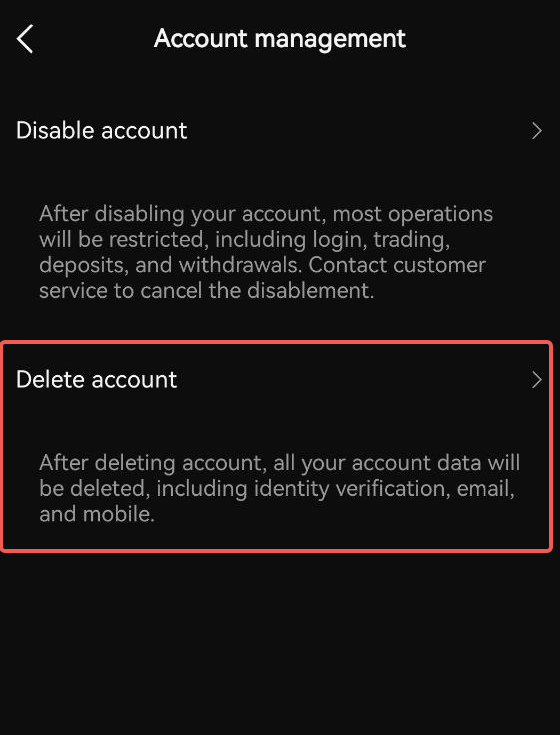 Account management
Disable account
After disabling your account, most operations
will be restricted, including login, trading,
deposits, and withdrawals. Contact customer
service to cancel the disablement.
Delete account
After deleting account, all your account data will
be deleted, including identity verification, email,
and mobile.